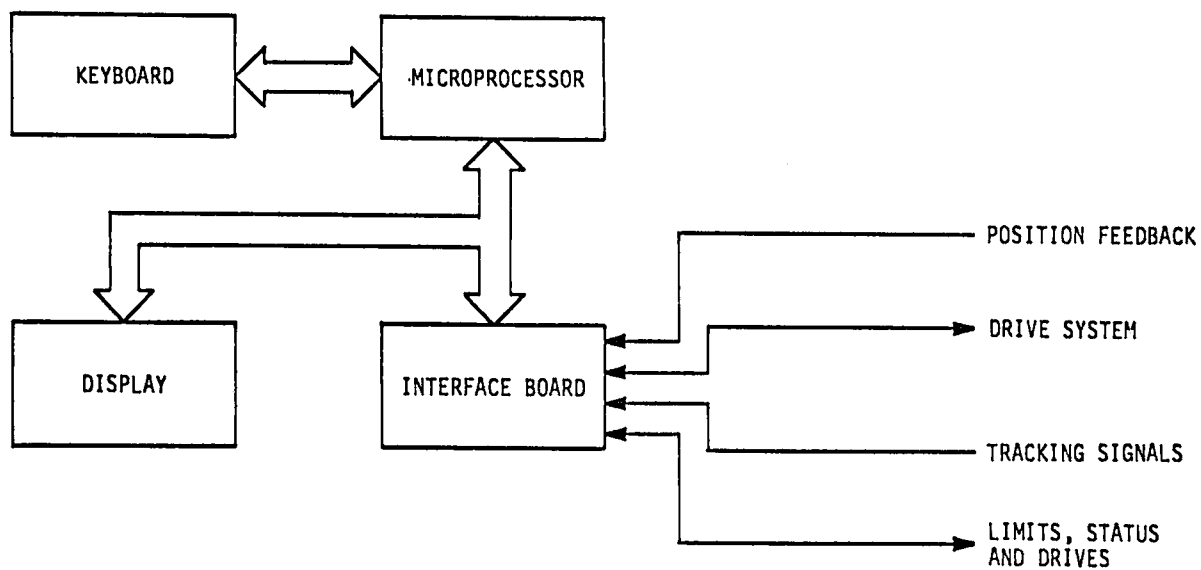 KEYBOARD
MICROPROCESSOR
POSITION FEEDBACK
DRIVE SYSTEM
DISPLAY
INTERFACE BOARD
TRACKING SIGNALS
LIMITS, STATUS
AND DRIVES